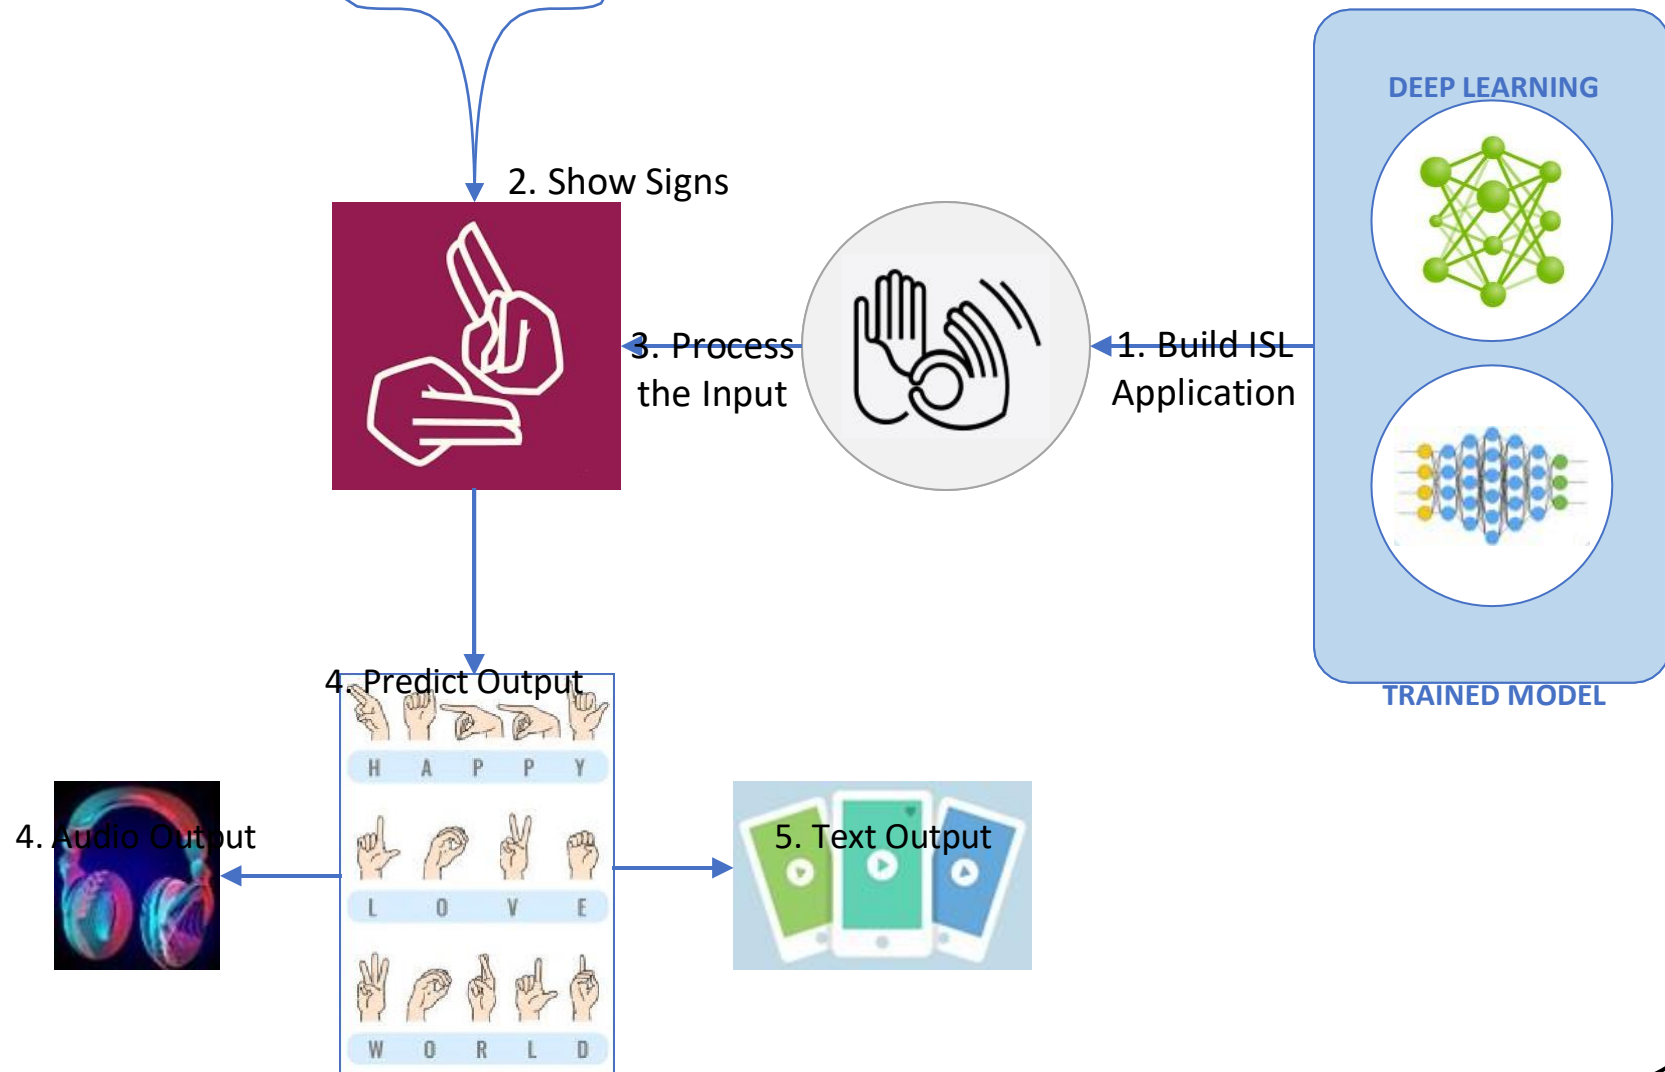 DEEP LEARNING
2. Show Signs
3. Process
the Input
1. Build ISL
Application
4. Predict Output
TRAINED MODEL
H A P P Y
4. Audio Output
5. Text Output
L O V E
W O R L D